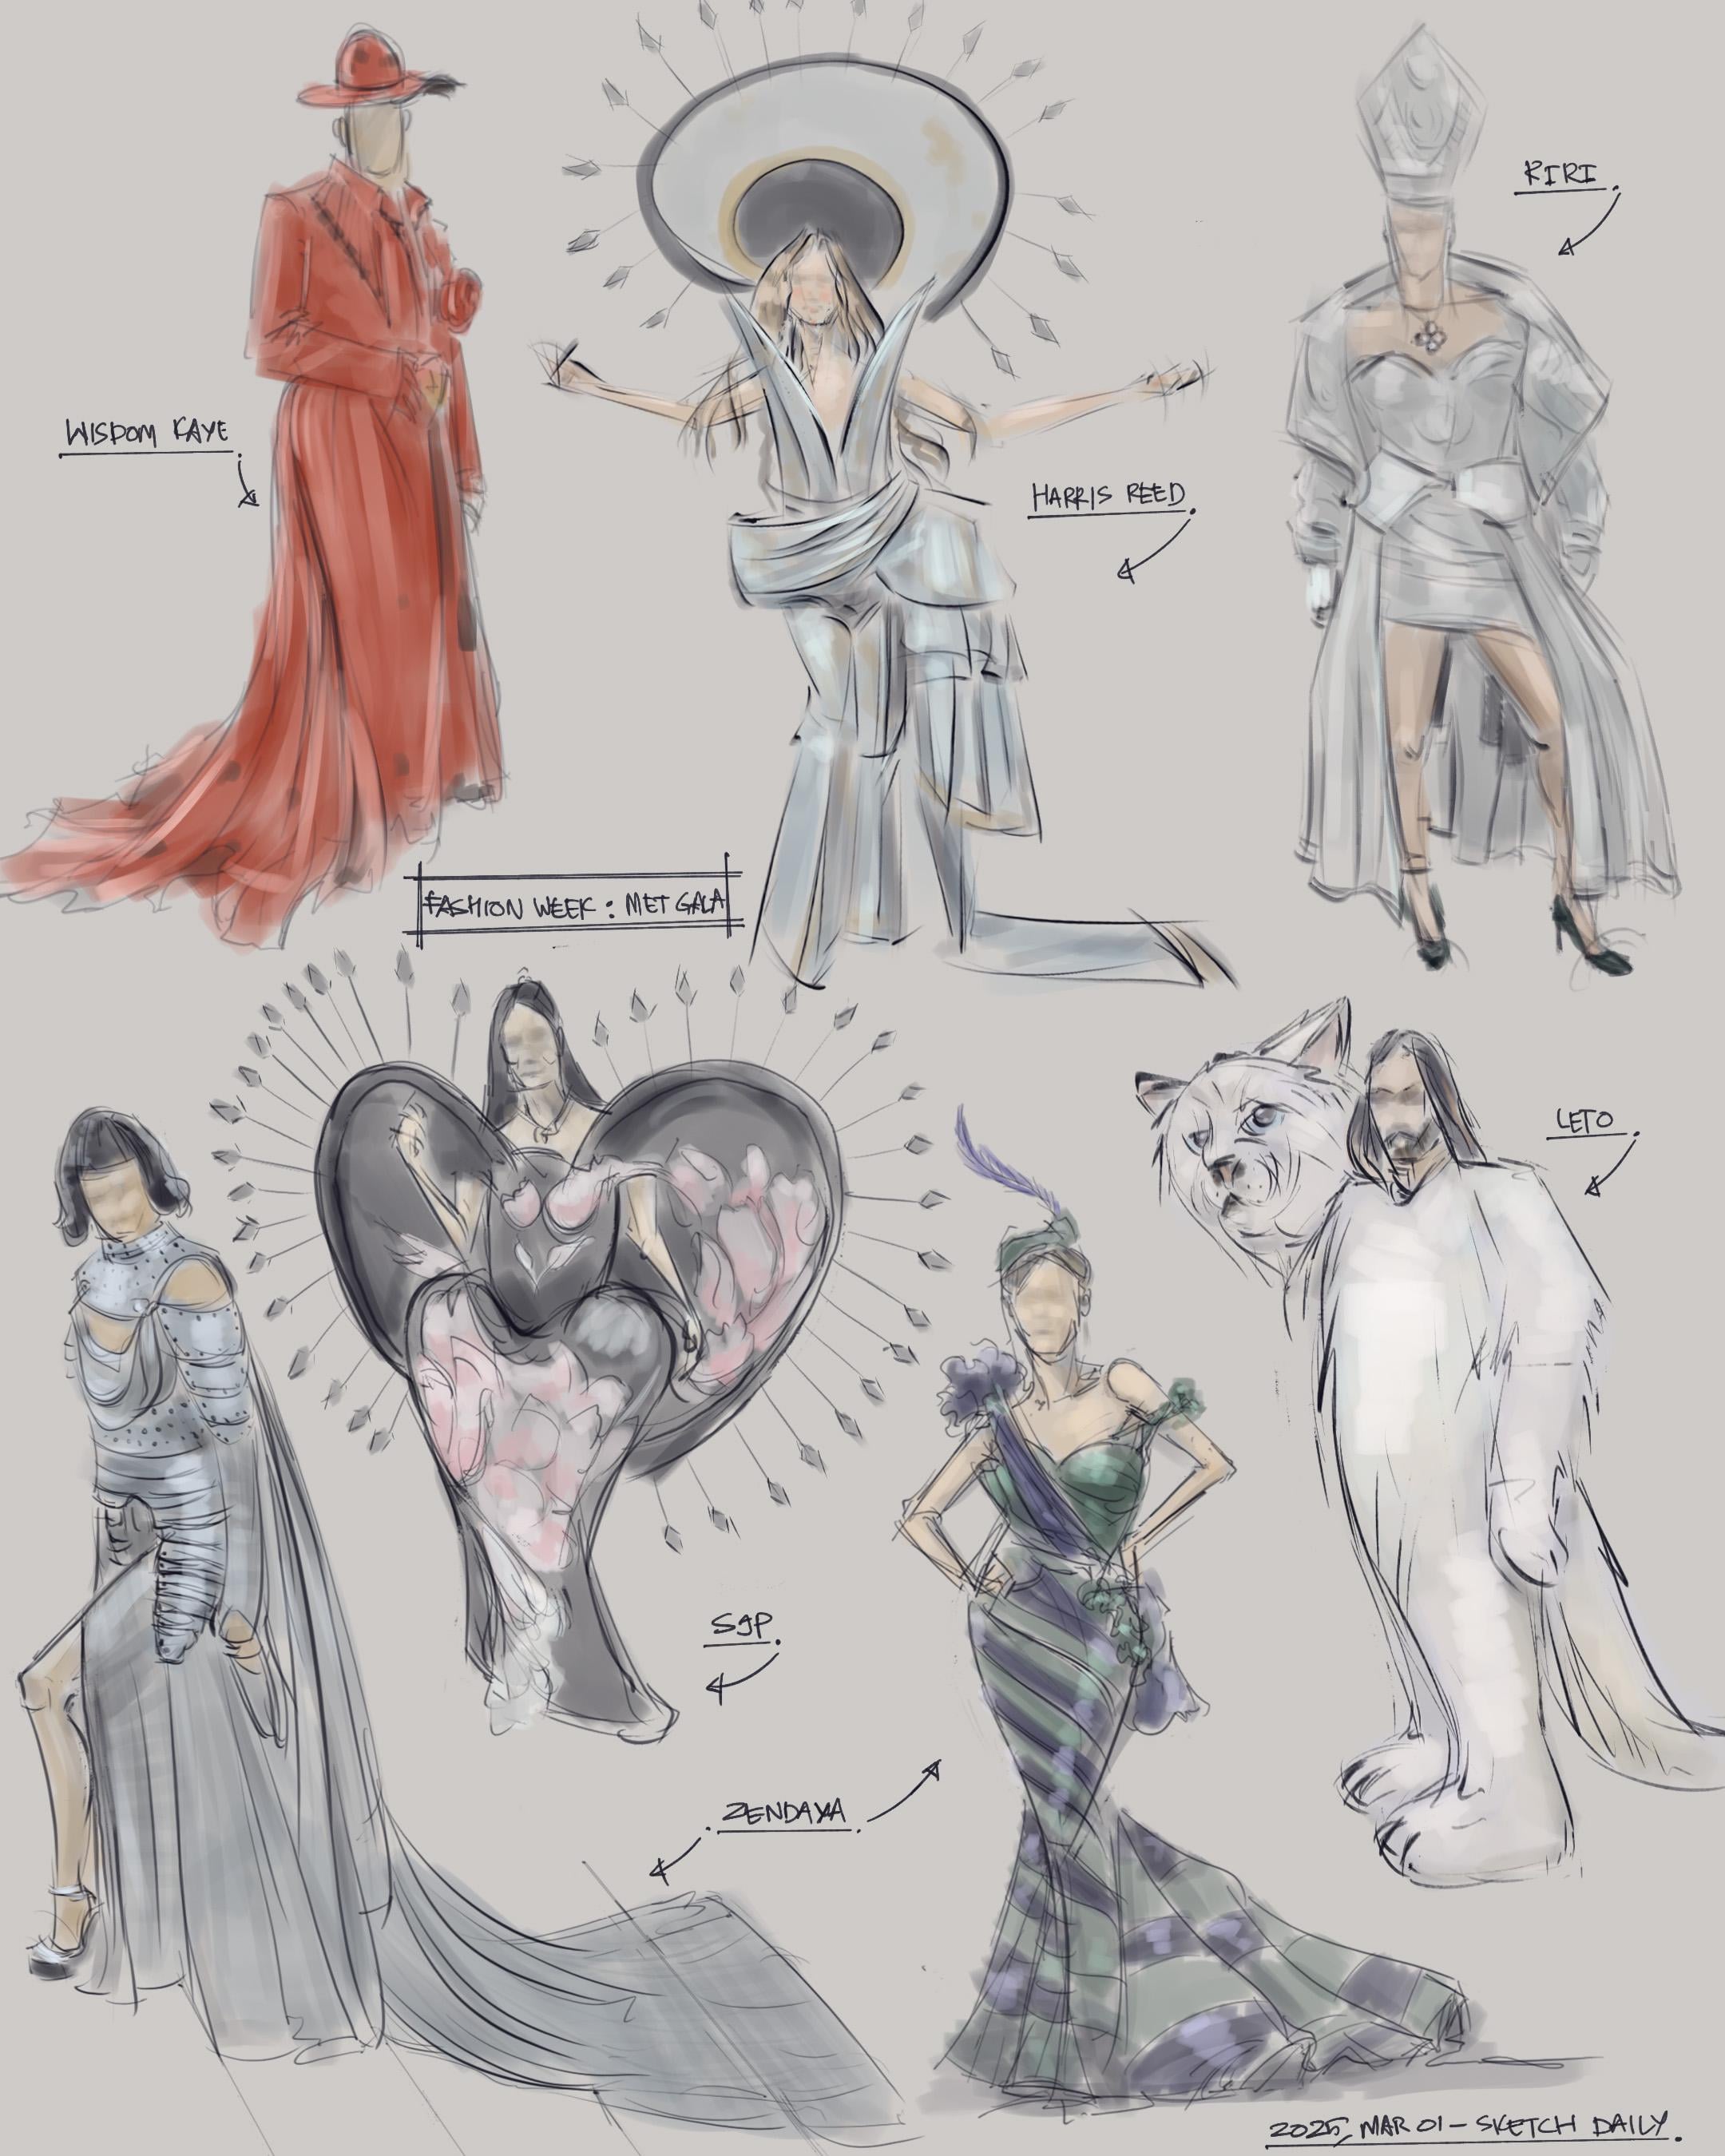 RIRI.
WISDOM KAYE.
HARRIS REED.
FASHION WEEK : MET GALA
LETO.
SJP.
.ZENDAYA.
2025, MAR 01 - SKETCH DAILY.